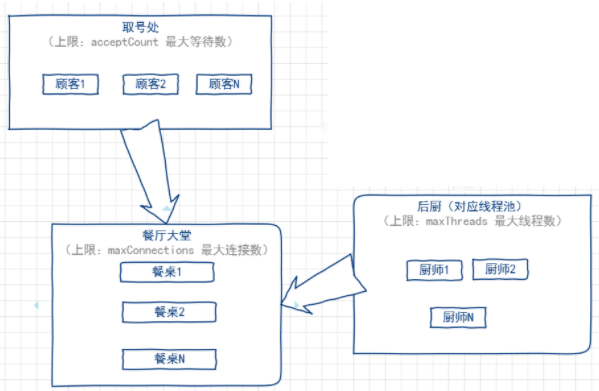 取号处
（上限：acceptCount 最大等待数）
顾客1
顾客2
顾客N
餐厅大堂
（上限：maxConnections 最大连接数）
餐桌1
餐桌2
餐桌N
后厨（对应线程池）
（上限：maxThreads 最大线程数）
厨师1
厨师2
厨师N